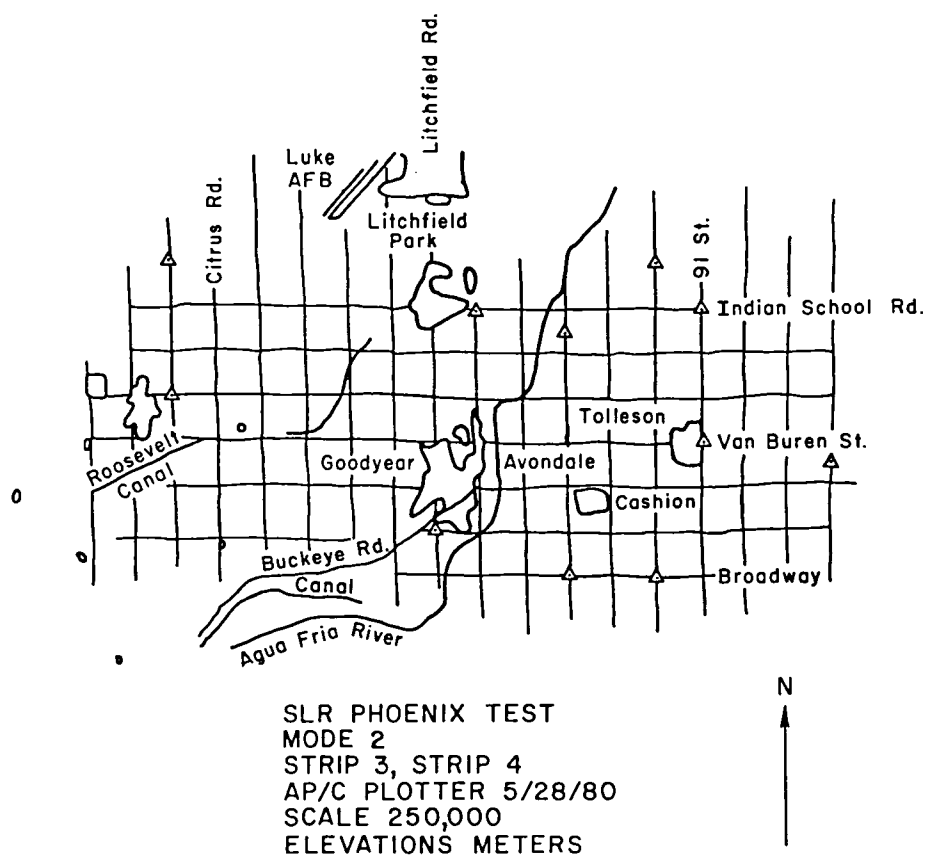 Litchfield Rd.
Luke
AFB
Citrus Rd.
Litchfield
Park
91 St.
Indian School Rd.
Tolleson
Van Buren St.
Roosevelt
Canal
Goodyear
Avondale
Cashion
Buckeye Rd.
Canal
Broadway
Agua Fria River
N
SLR PHOENIX TEST
MODE 2
STRIP 3, STRIP 4
AP/C PLOTTER 5/28/80
SCALE 250,000
ELEVATIONS METERS